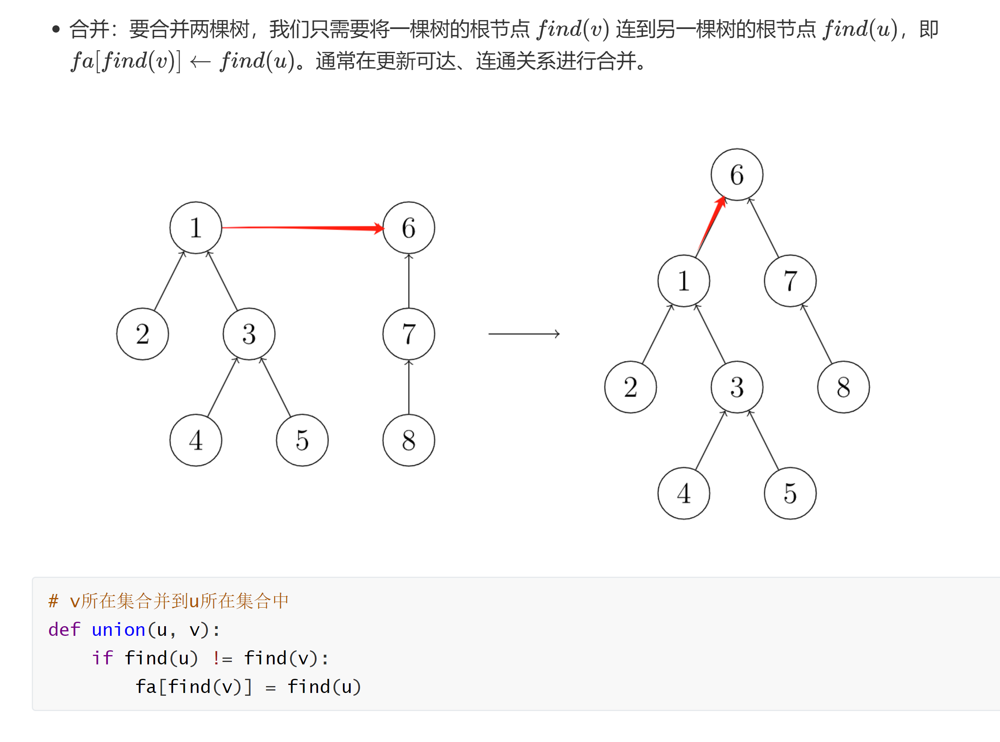 • 合并：要合并两棵树，我们只需要将一棵树的根节点 find(v) 连到另一棵树的根节点 find(u)，即
fa[find(v)] ← find(u)。通常在更新可达、连通关系进行合并。
6
1 6
1 7
2 3 7
2 3 8
4 5 8
4 5
# v所在集合并到u所在集合中
def union(u, v):
    if find(u) != find(v):
        fa[find(v)] = find(u)